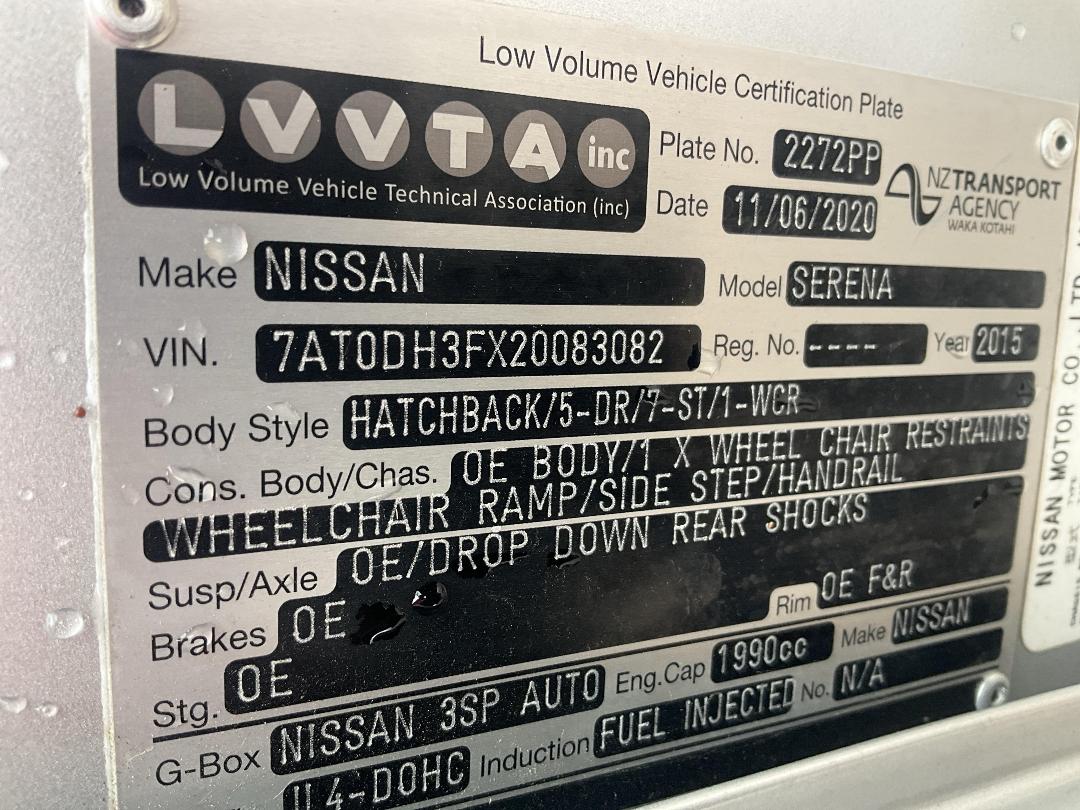 Low Volume Vehicle Certification Plate
LVVTA inc
Low Volume Vehicle Technical Association (inc)
Plate No. 2272PP
Date 11/06/2020
NZTRANSPORT
AGENCY
WAKA KOTAHI
Make NISSAN Model SERENA
VIN. 7AT0DH3FX20083082 Reg. No. ---- Year 2015
Body Style HATCHBACK/5-DR/7-ST/1-WCR
Cons. Body/Chas. OE BODY/1 X WHEEL CHAIR RESTRAINTS
WHEELCHAIR RAMP/SIDE STEP/HANDRAIL
Susp/Axle OE/DROP DOWN REAR SHOCKS
Brakes OE Rim OE F&R
Stg. OE
G-Box NISSAN 3SP AUTO Eng.Cap 1990cc Make NISSAN
4-DOHC Induction FUEL INJECTED No. N/A
NISSAN MOTOR CO., LTD.